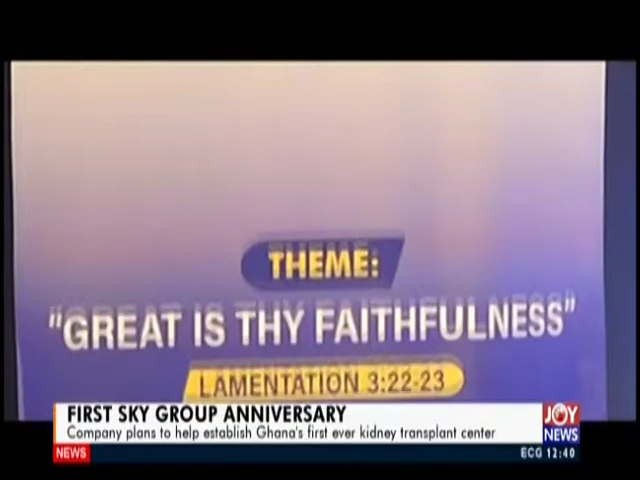 THEME:
"GREAT IS THY FAITHFULNESS"
LAMENTATION 3:22-23
FIRST SKY GROUP ANNIVERSARY
Company plans to help establish Ghana's first ever kidney transplant center
JOY
NEWS
NEWS
ECG 12:40